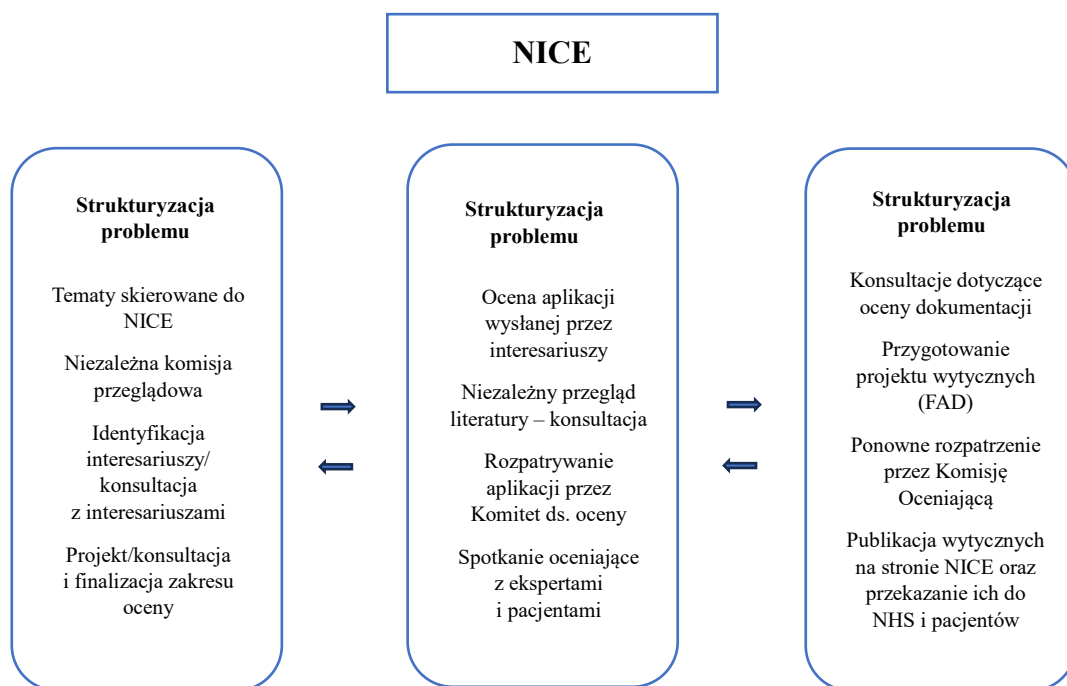 NICE
Strukturyzacja
problemu
Tematy skierowane do
NICE
Niezależna komisja
przeglądowa
Identyfikacja
interesariuszy/
konsultacja
z interesariuszami
Projekt/konsultacja
i finalizacja zakresu
oceny
Strukturyzacja
problemu
Ocena aplikacji
wysłanej przez
interesariuszy
Niezależny przegląd
literatury – konsultacja
Rozpatrywanie
aplikacji przez
Komitet ds. oceny
Spotkanie oceniające
z ekspertami
i pacjentami
Strukturyzacja
problemu
Konsultacje dotyczące
oceny dokumentacji
Przygotowanie
projektu wytycznych
(FAD)
Ponowne rozpatrzenie
przez Komisję
Oceniającą
Publikacja wytycznych
na stronie NICE oraz
przekazanie ich do
NHS i pacjentów